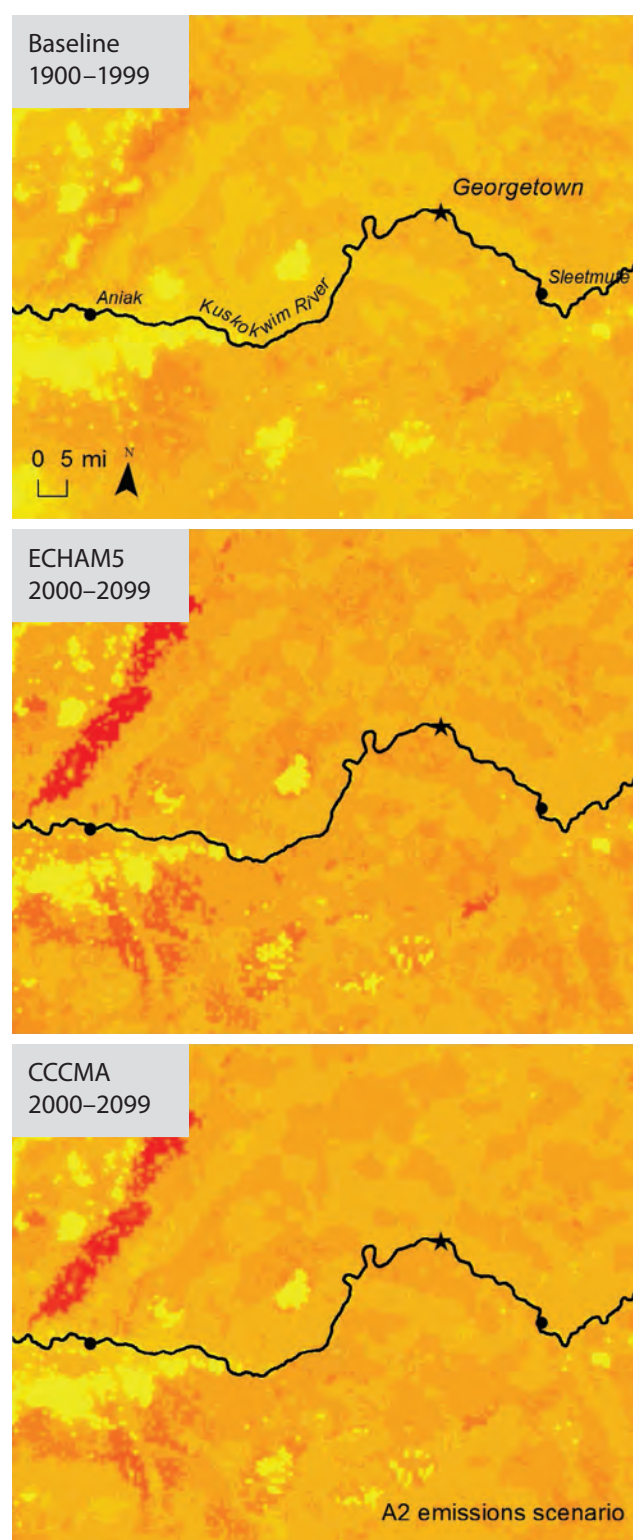 Baseline
1900–1999
Georgetown
Sleetmute
Aniak
Kuskokwim River
0 5 mi
N
ECHAM5
2000–2099
CCCMA
2000–2099
A2 emissions scenario